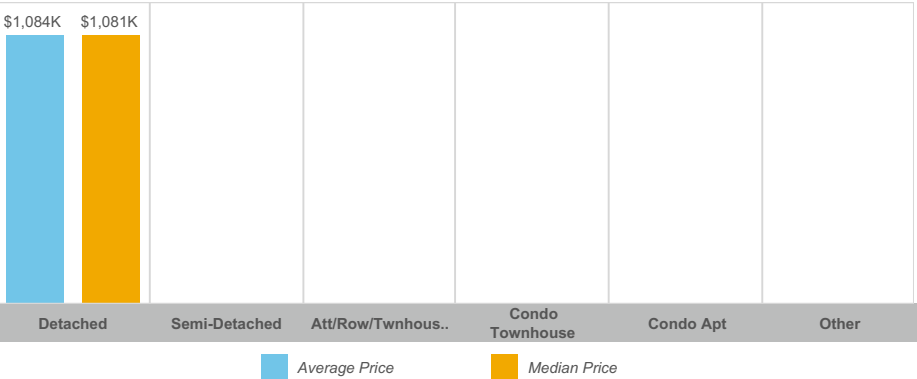 $1,084K $1,081K
Detached Semi-Detached Att/Row/Twnhous.. Condo Townhouse Condo Apt Other
Average Price Median Price